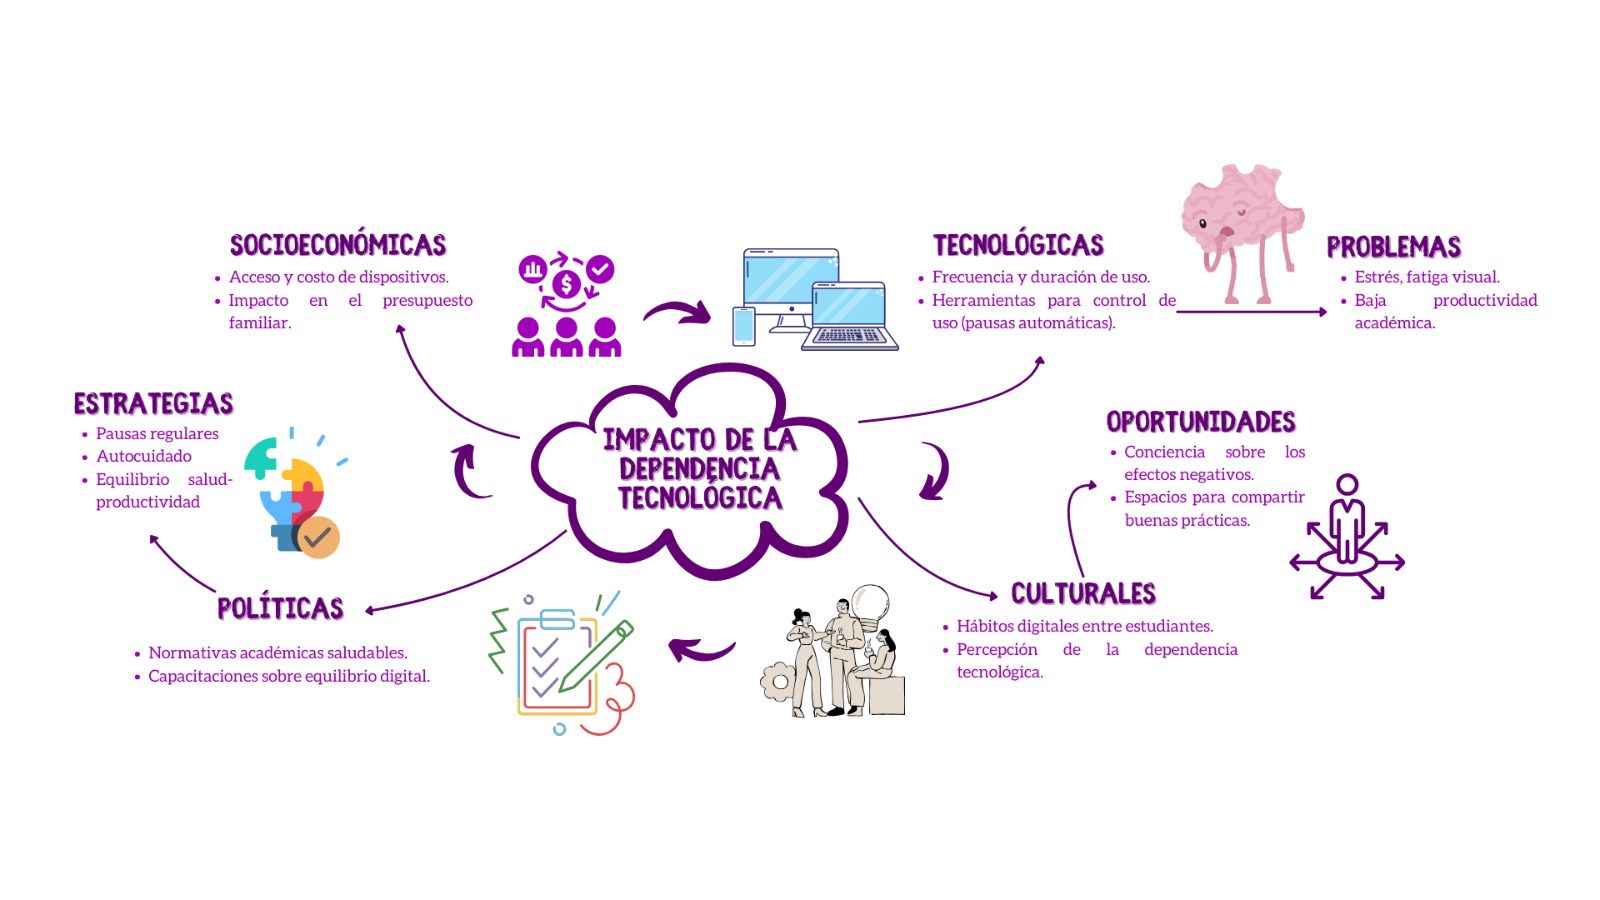 SOCIOECONÓMICAS
• Acceso y costo de dispositivos.
• Impacto en el presupuesto
familiar.
TECNOLÓGICAS
• Frecuencia y duración de uso.
• Herramientas para control de
uso (pausas automáticas).
PROBLEMAS
• Estrés, fatiga visual.
• Baja productividad
académica.
ESTRATEGIAS
• Pausas regulares
• Autocuidado
• Equilibrio salud-
productividad
IMPACTO DE LA
DEPENDENCIA
TECNOLÓGICA
OPORTUNIDADES
• Conciencia sobre los
efectos negativos.
• Espacios para compartir
buenas prácticas.
POLÍTICAS
• Normativas académicas saludables.
• Capacitaciones sobre equilibrio digital.
CULTURALES
• Hábitos digitales entre estudiantes.
• Percepción de la dependencia
tecnológica.